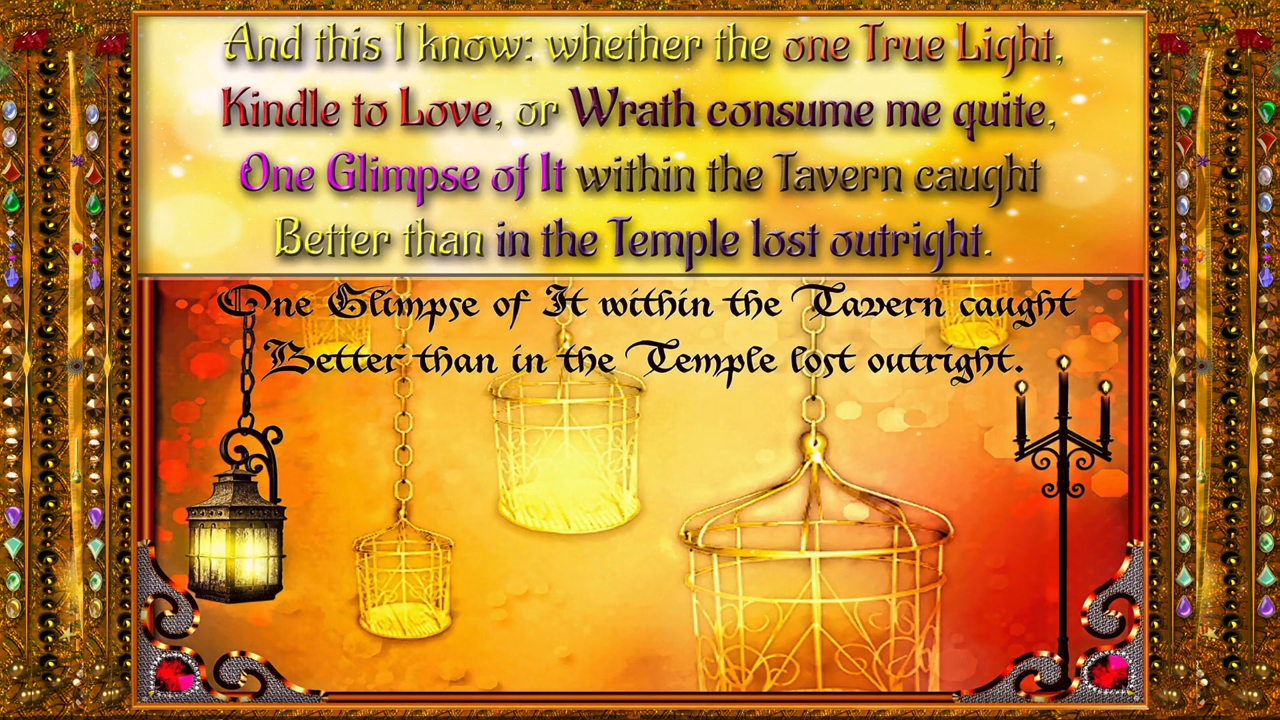 And this I know: whether the one True Light,
Kindle to Love, or Wrath consume me quite,
One Glimpse of It within the Tavern caught
Better than in the Temple lost outright.
One Glimpse of It within the Tavern caught
Better than in the Temple lost outright.